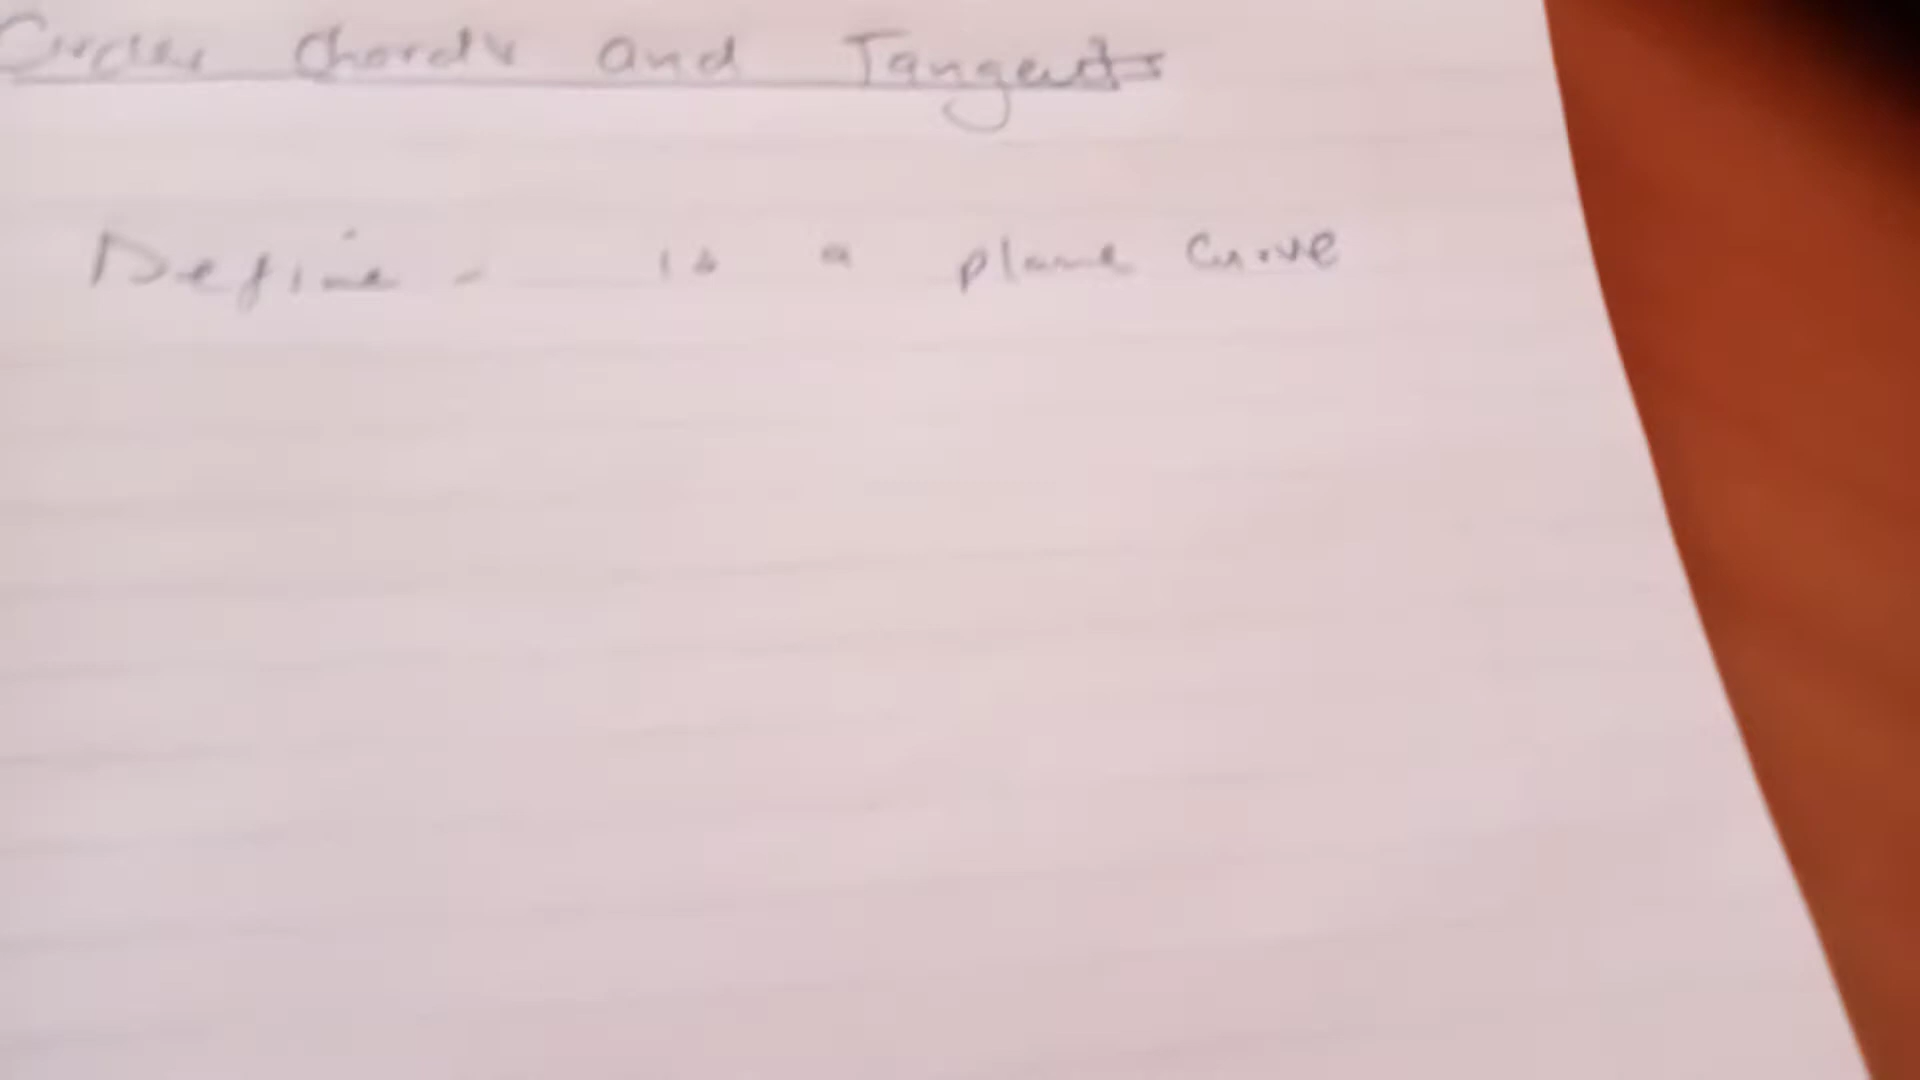 Circles Chords and Tangents
Define - is a plane Curve